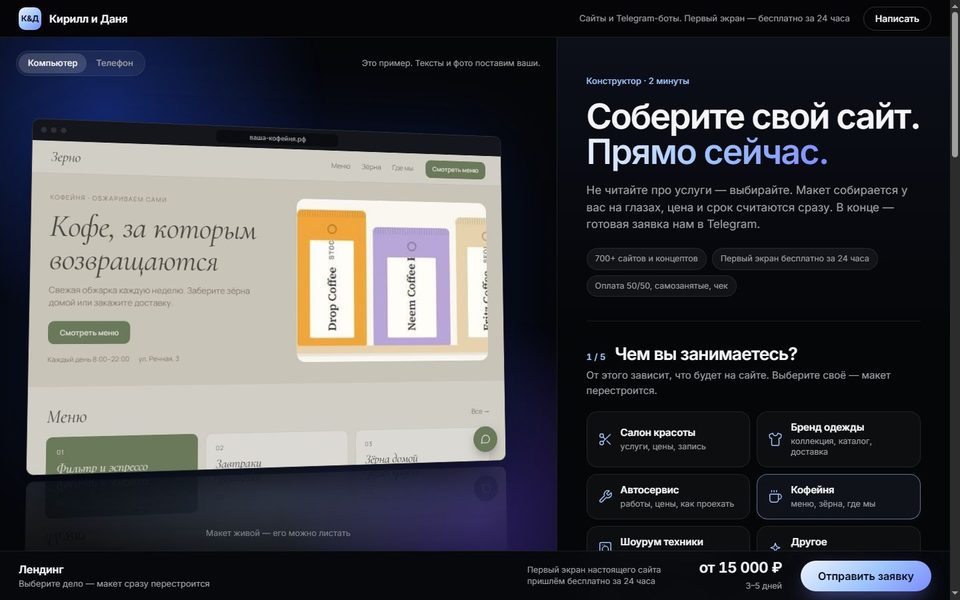 К&Д
Кирилл и Даня
Сайты и Telegram-боты. Первый экран — бесплатно за 24 часа
Написать
Компьютер
Телефон
Это пример. Тексты и фото поставим ваши.
ваша-кофейня.рф
Зерно
Меню
Зёрна
Где мы
Смотреть меню
КОФЕЙНЯ · ОБЖАРИВАЕМ САМИ
Кофе, за которым
возвращаются
Свежая обжарка каждую неделю. Заберите зёрна
домой или закажите доставку.
Смотреть меню
Каждый день 8:00–22:00
ул. Речная, 3
Drop Coffee
Neem Coffee
Fritz Coffee
Меню
Все
01
Фильтр и эспрессо
02
Завтраки
03
Зёрна домой
Макет живой — его можно листать
Конструктор · 2 минуты
Соберите свой сайт.
Прямо сейчас.
Не читайте про услуги — выбирайте. Макет собирается у
вас на глазах, цена и срок считаются сразу. В конце —
готовая заявка нам в Telegram.
700+ сайтов и концептов
Первый экран бесплатно за 24 часа
Оплата 50/50, самозанятые, чек
1 / 5
Чем вы занимаетесь?
От этого зависит, что будет на сайте. Выберите своё — макет
перестроится.
Салон красоты
услуги, цены, запись
Бренд одежды
коллекция, каталог,
доставка
Автосервис
работы, цены, как проехать
Кофейня
меню, зёрна, где мы
Шоурум техники
Другое
Лендинг
Выберите дело — макет сразу перестроится
Первый экран настоящего сайта
пришлём бесплатно за 24 часа
от 15 000 ₽
3–5 дней
Отправить заявку